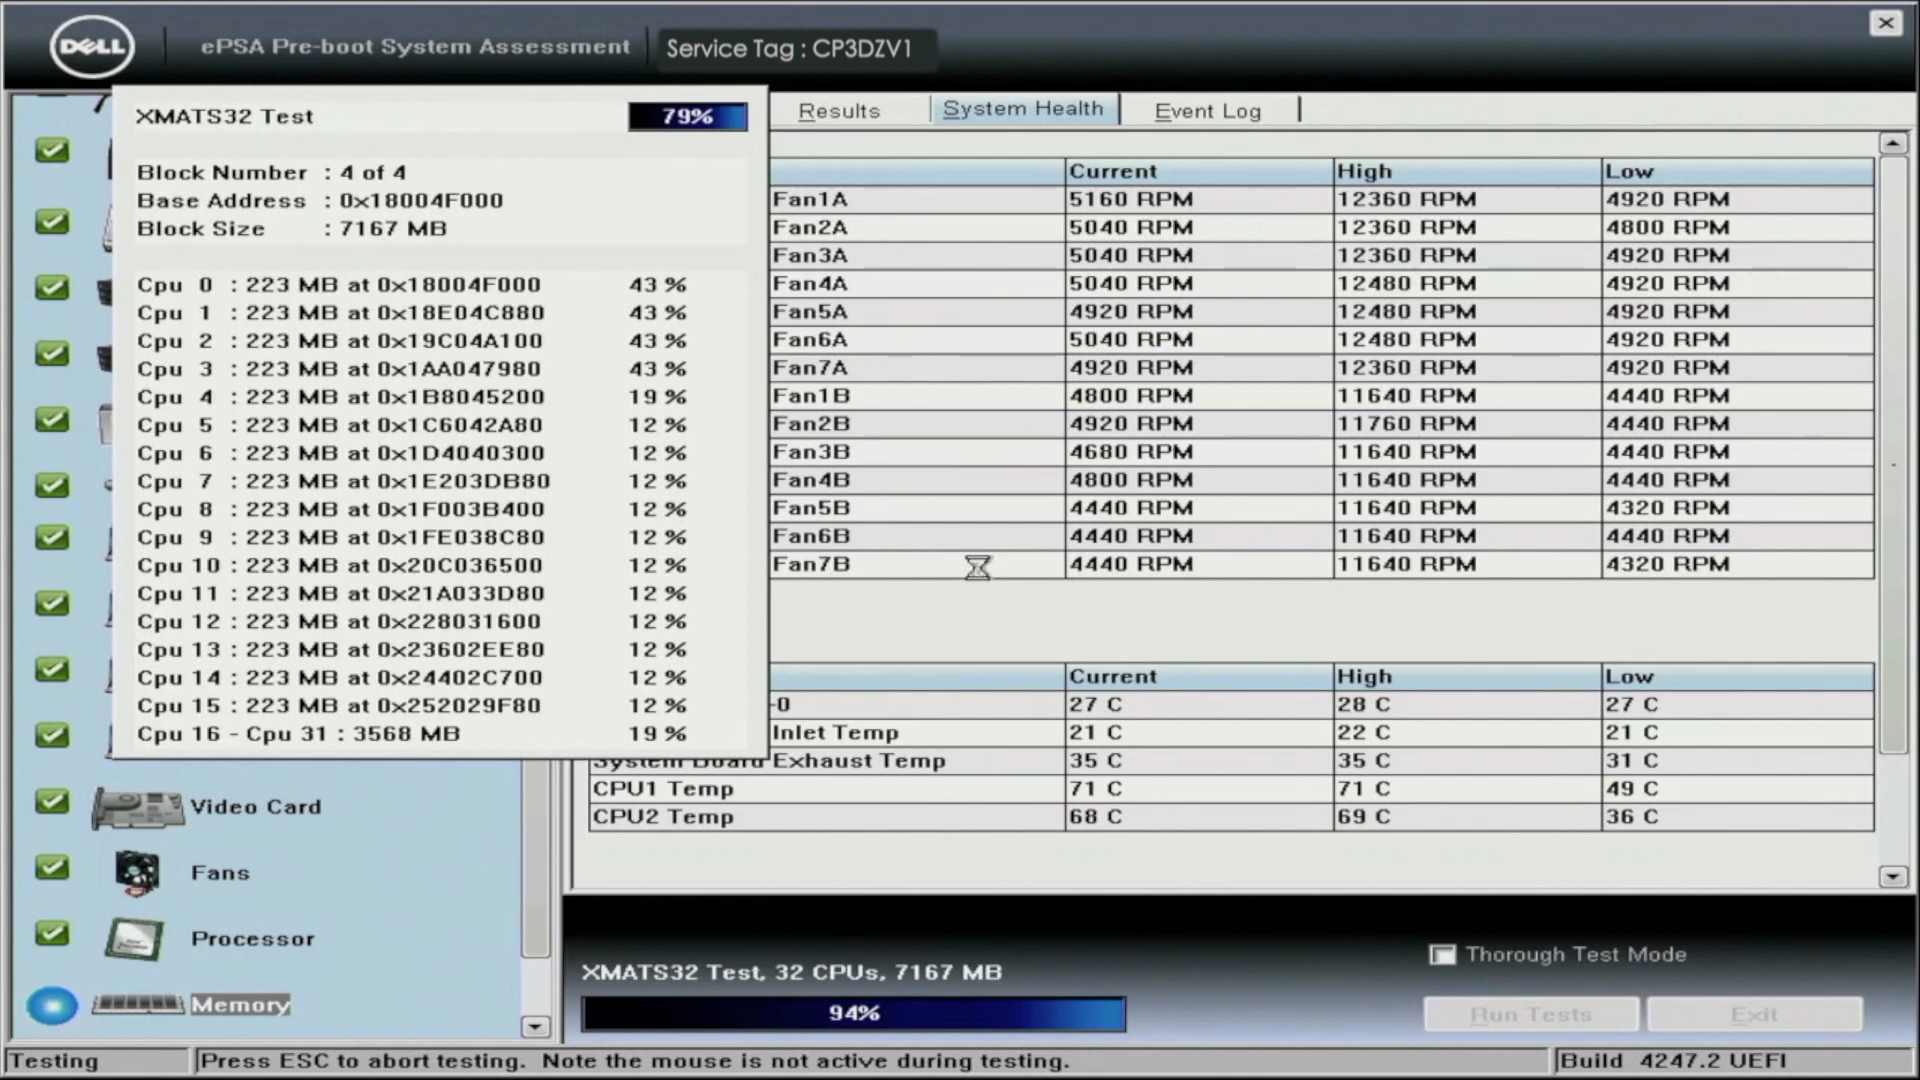 DELL ePSA Pre-boot System Assessment Service Tag : CP3DZV1
XMATS32 Test 79%
Block Number : 4 of 4
Base Address : 0x18004F000
Block Size : 7167 MB
Cpu 0 : 223 MB at 0x18004F000 43 %
Cpu 1 : 223 MB at 0x18E04C880 43 %
Cpu 2 : 223 MB at 0x19C04A100 43 %
Cpu 3 : 223 MB at 0x1AA047980 43 %
Cpu 4 : 223 MB at 0x1B8045200 19 %
Cpu 5 : 223 MB at 0x1C6042A80 12 %
Cpu 6 : 223 MB at 0x1D4040300 12 %
Cpu 7 : 223 MB at 0x1E203DB80 12 %
Cpu 8 : 223 MB at 0x1F003B400 12 %
Cpu 9 : 223 MB at 0x1FE038C80 12 %
Cpu 10 : 223 MB at 0x20C036500 12 %
Cpu 11 : 223 MB at 0x21A033D80 12 %
Cpu 12 : 223 MB at 0x228031600 12 %
Cpu 13 : 223 MB at 0x23602EE80 12 %
Cpu 14 : 223 MB at 0x24402C700 12 %
Cpu 15 : 223 MB at 0x252029F80 12 %
Cpu 16 - Cpu 31 : 3568 MB 19 %
Results System Health Event Log
Current High Low
Fan1A 5160 RPM 12360 RPM 4920 RPM
Fan2A 5040 RPM 12360 RPM 4800 RPM
Fan3A 5040 RPM 12360 RPM 4920 RPM
Fan4A 5040 RPM 12480 RPM 4920 RPM
Fan5A 4920 RPM 12480 RPM 4920 RPM
Fan6A 5040 RPM 12480 RPM 4920 RPM
Fan7A 4920 RPM 12360 RPM 4920 RPM
Fan1B 4800 RPM 11640 RPM 4440 RPM
Fan2B 4920 RPM 11760 RPM 4440 RPM
Fan3B 4680 RPM 11640 RPM 4440 RPM
Fan4B 4800 RPM 11640 RPM 4440 RPM
Fan5B 4440 RPM 11640 RPM 4320 RPM
Fan6B 4440 RPM 11640 RPM 4440 RPM
Fan7B 4440 RPM 11640 RPM 4320 RPM
Current High Low
-0 27 C 28 C 27 C
Inlet Temp 21 C 22 C 21 C
System Board Exhaust Temp 35 C 35 C 31 C
CPU1 Temp 71 C 71 C 49 C
CPU2 Temp 68 C 69 C 36 C
Video Card
Fans
Processor
Memory
XMATS32 Test, 32 CPUs, 7167 MB
94%
Thorough Test Mode
Run Tests Exit
Testing Press ESC to abort testing. Note the mouse is not active during testing. Build 4247.2 UEFI